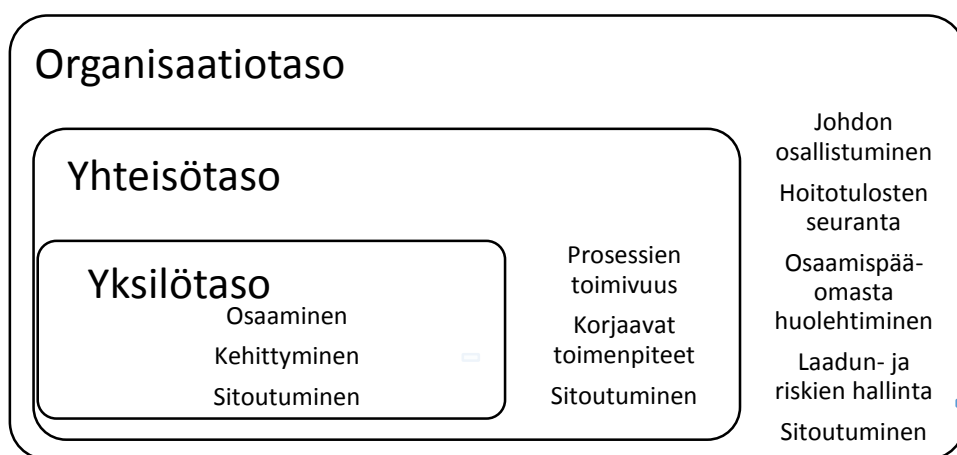 Organisaatiotaso
Yhteisötaso
Yksilötaso
Osaaminen
Kehittyminen
Sitoutuminen
Prosessien
toimivuus
Korjaavat
toimenpiteet
Sitoutuminen
Johdon
osallistuminen
Hoitotulosten
seuranta
Osaamispää-
omasta
huolehtiminen
Laadun- ja
riskien hallinta
Sitoutuminen